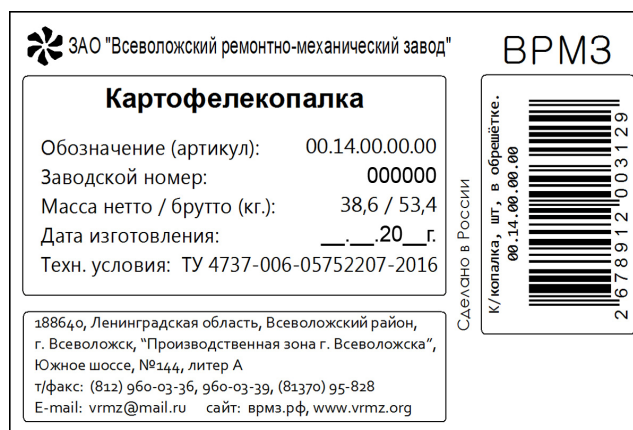 ЗАО "Всеволожский ремонтно-механический завод"
ВРМЗ
Картофелекопалка
Обозначение (артикул): 00.14.00.00.00
Заводской номер: 000000
Масса нетто / брутто (кг.): 38,6 / 53,4
Дата изготовления: __.__.20__г.
Техн. условия: ТУ 4737-006-05752207-2016
188640, Ленинградская область, Всеволожский район,
г. Всеволожск, "Производственная зона г. Всеволожска",
Южное шоссе, №144, литер А
т/факс: (812) 960-03-36, 960-03-39, (81370) 95-828
E-mail: vrmz@mail.ru сайт: врмз.рф, www.vrmz.org
Сделано в России
К/копалка, шт, в обрешётке.
00.14.00.00.00
2 678912 003129